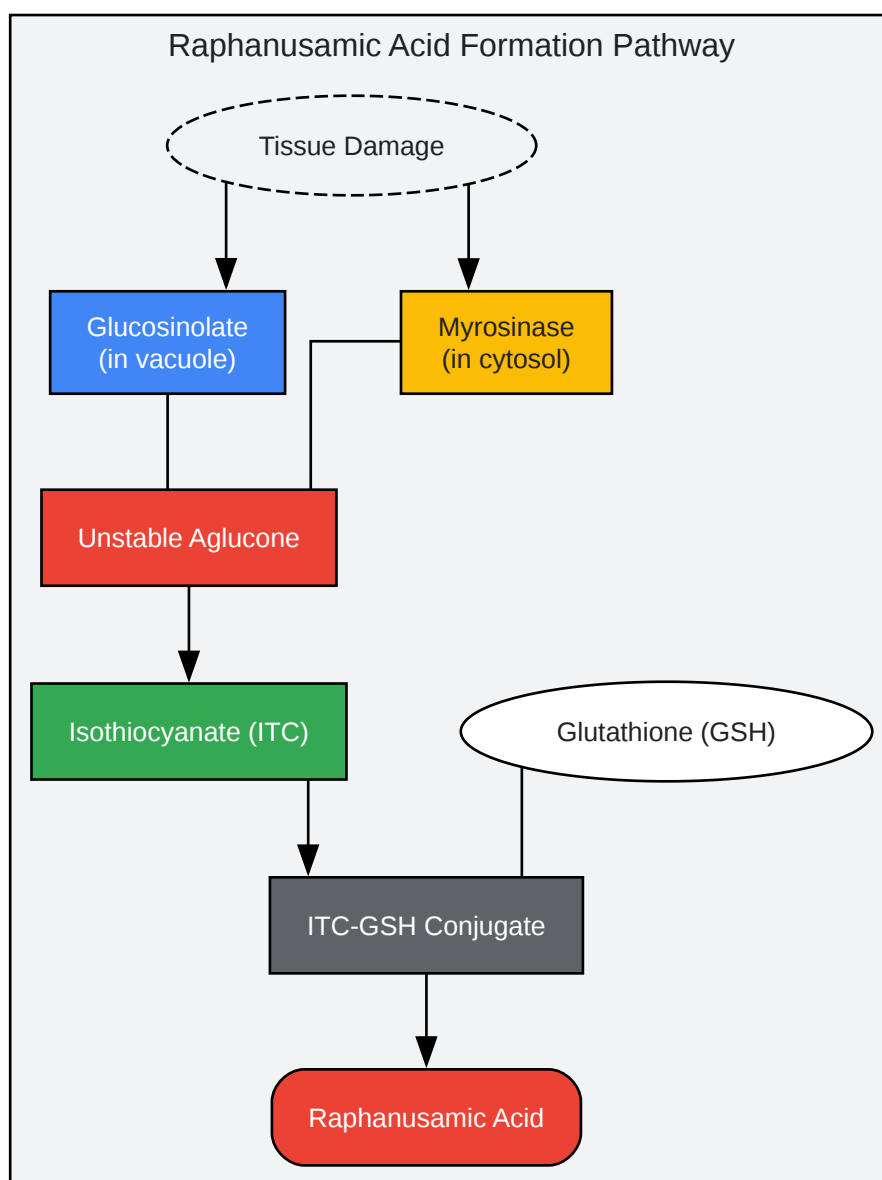 Raphanusamic Acid Formation Pathway
Tissue Damage
Glucosinolate
(in vacuole)
Myrosinase
(in cytosol)
Unstable Aglucone
Isothiocyanate (ITC)
Glutathione (GSH)
ITC-GSH Conjugate
Raphanusamic Acid